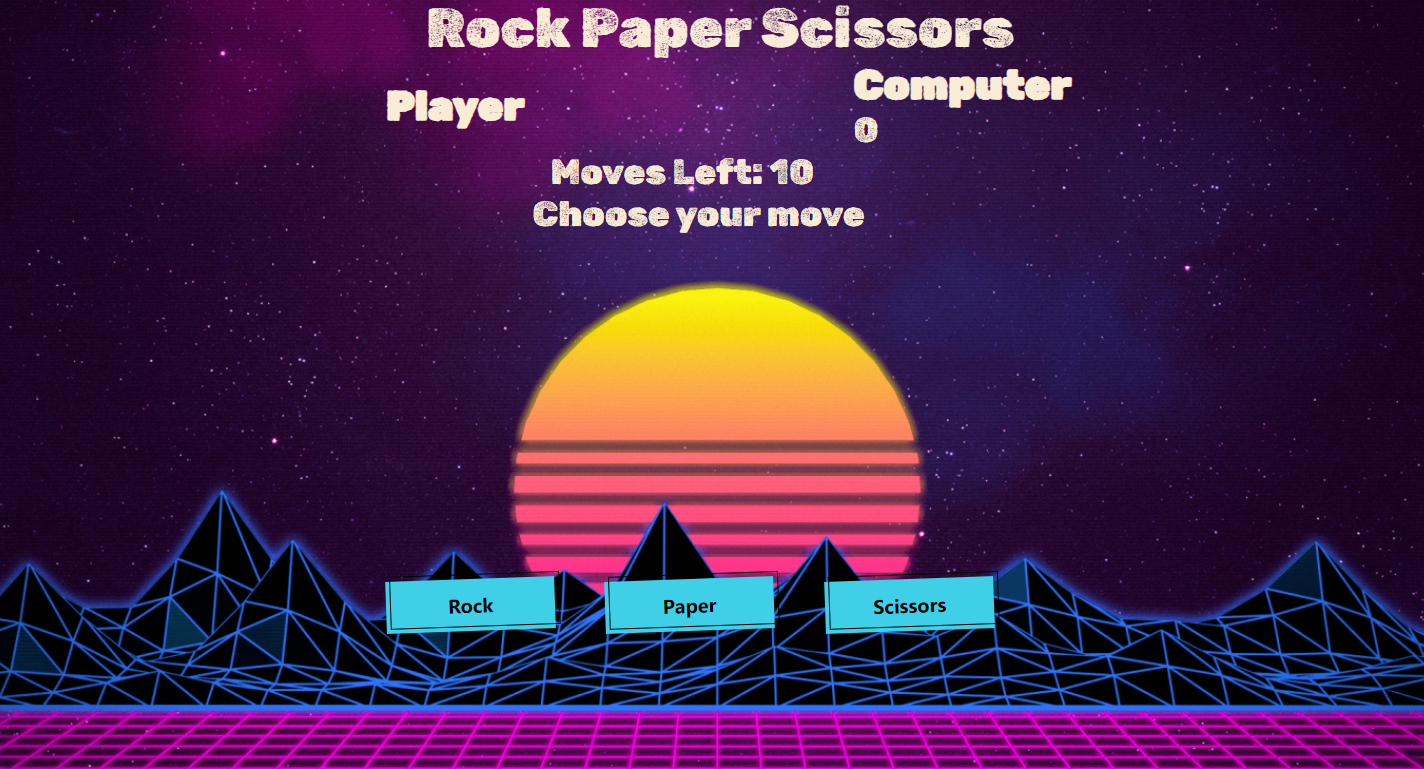 Rock Paper Scissors
Player
Computer
0
Moves Left: 10
Choose your move
Rock
Paper
Scissors